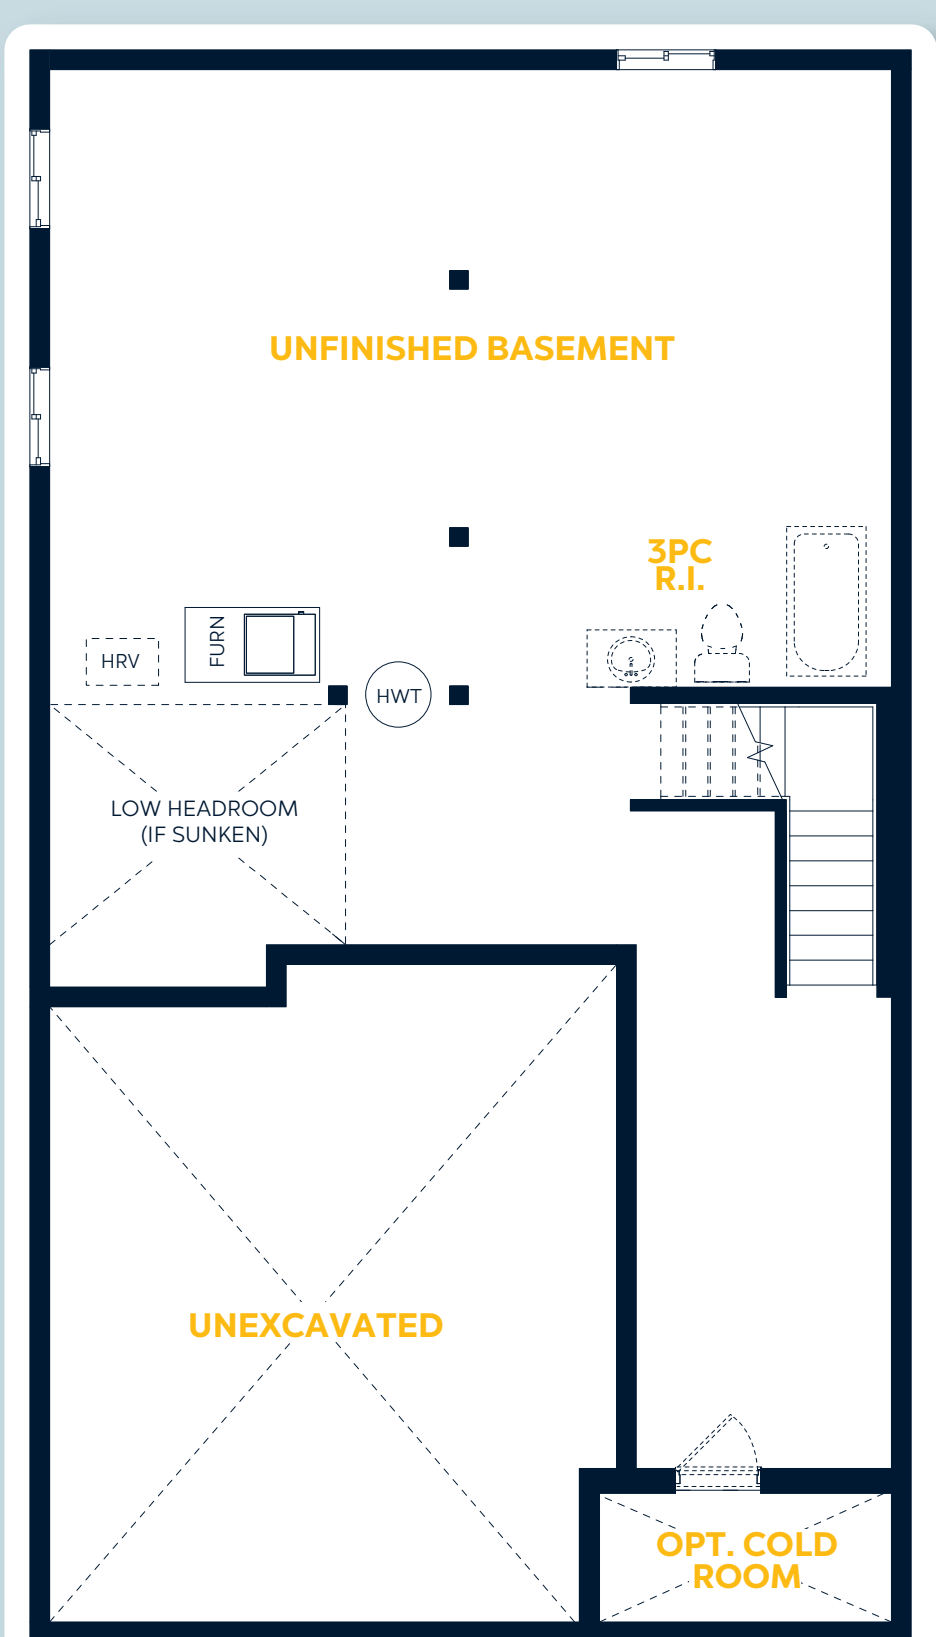 UNFINISHED BASEMENT
3PC
R.I.
FURN
HRV
HWT
LOW HEADROOM
(IF SUNKEN)
UNEXCAVATED
OPT. COLD
ROOM